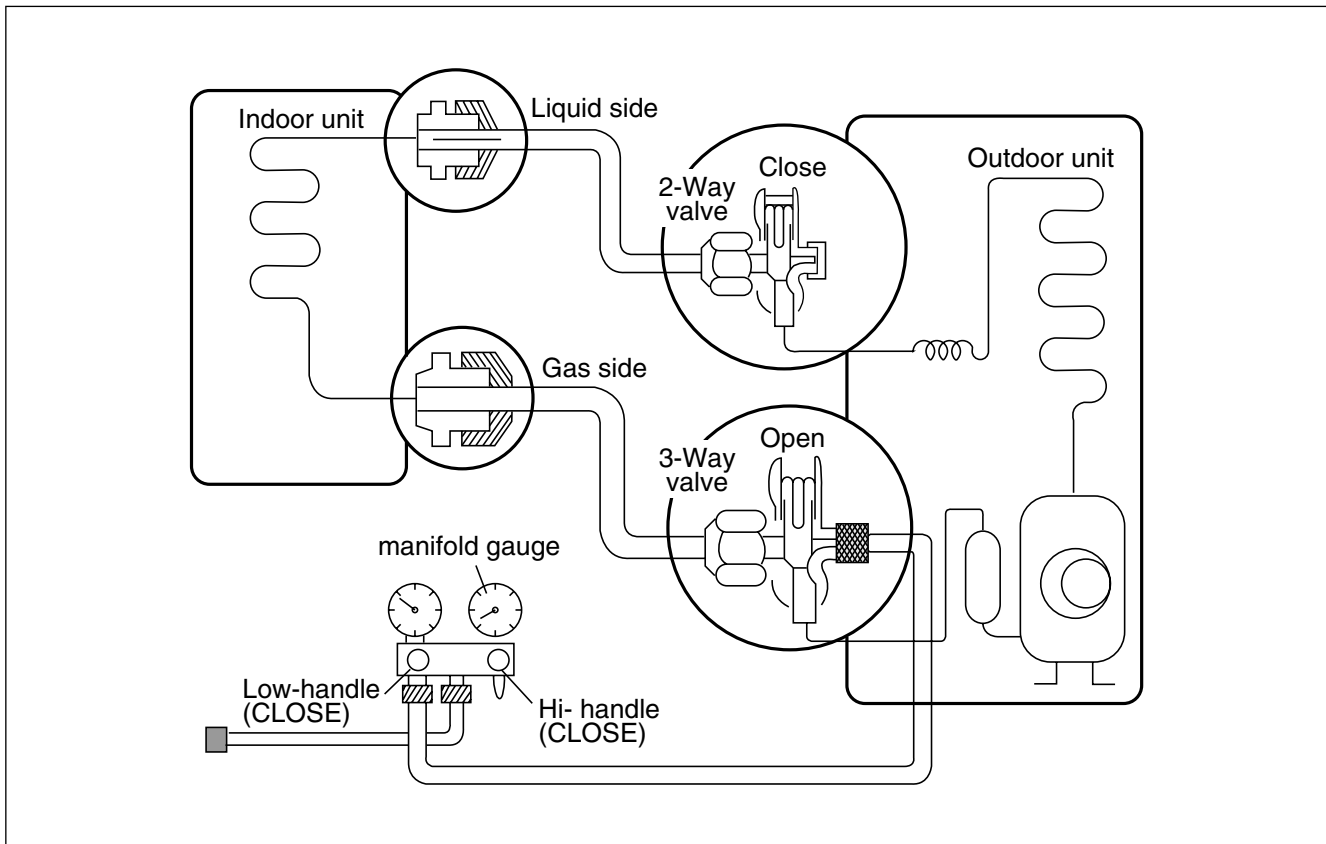 Indoor unit
Liquid side
2-Way
valve
Close
Outdoor unit
Gas side
3-Way
valve
Open
manifold gauge
Low-handle
(CLOSE)
Hi- handle
(CLOSE)